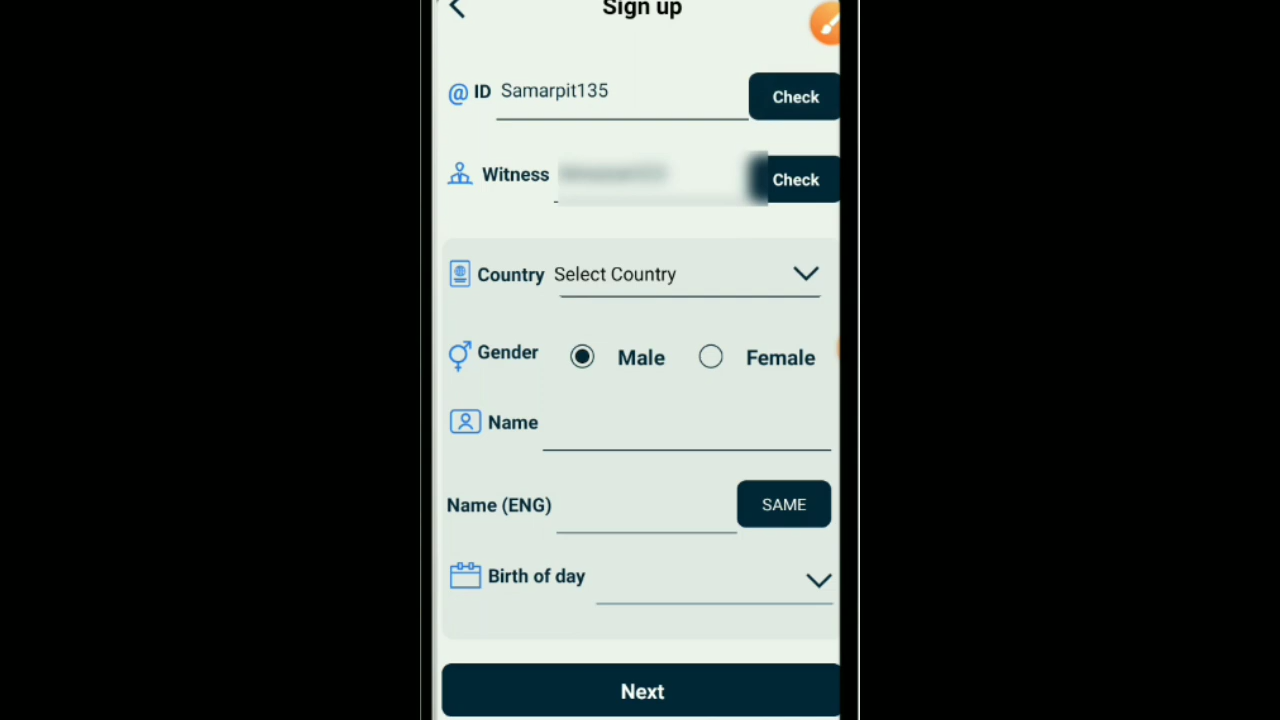 Sign up
@ ID Samarpit135 Check
Witness Check
Country Select Country
Gender Male Female
Name
Name (ENG) SAME
Birth of day
Next